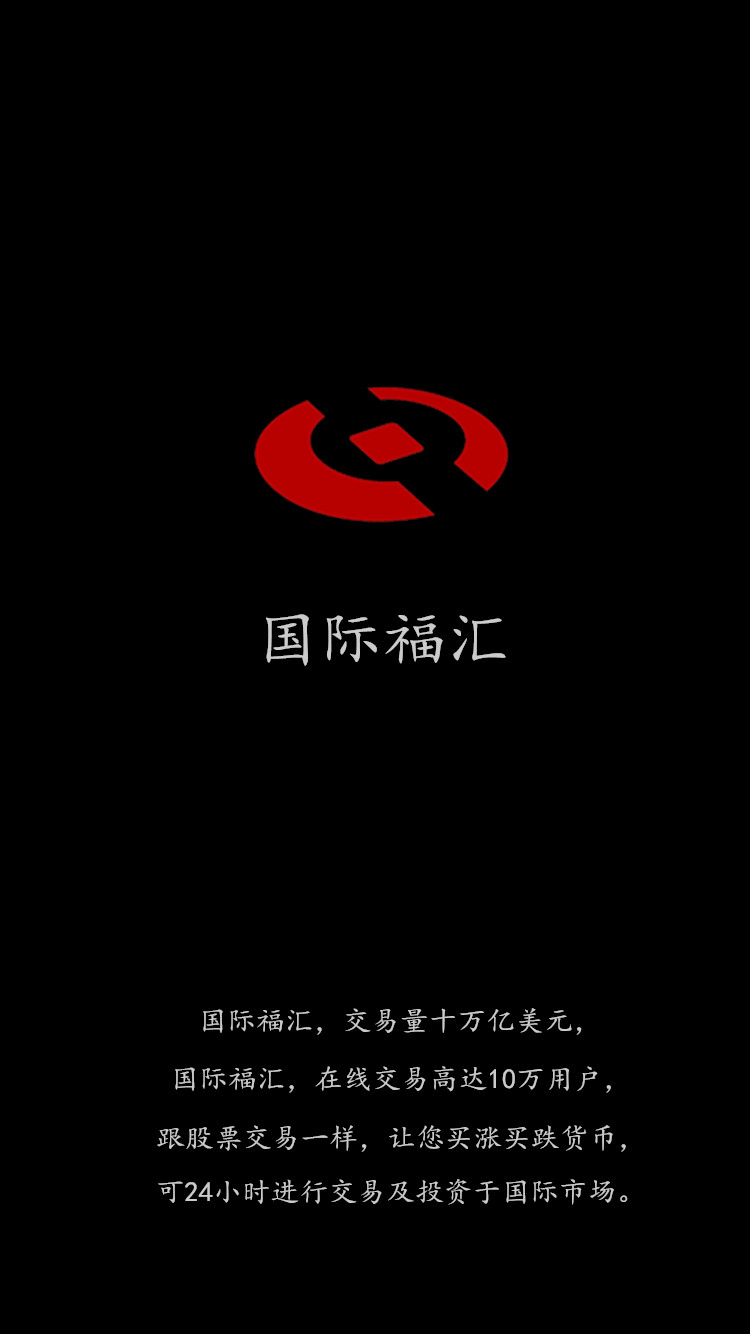 国际福汇
国际福汇，交易量十万亿美元，
国际福汇，在线交易高达10万用户，
跟股票交易一样，让您买涨买跌货币，
可24小时进行交易及投资于国际市场。